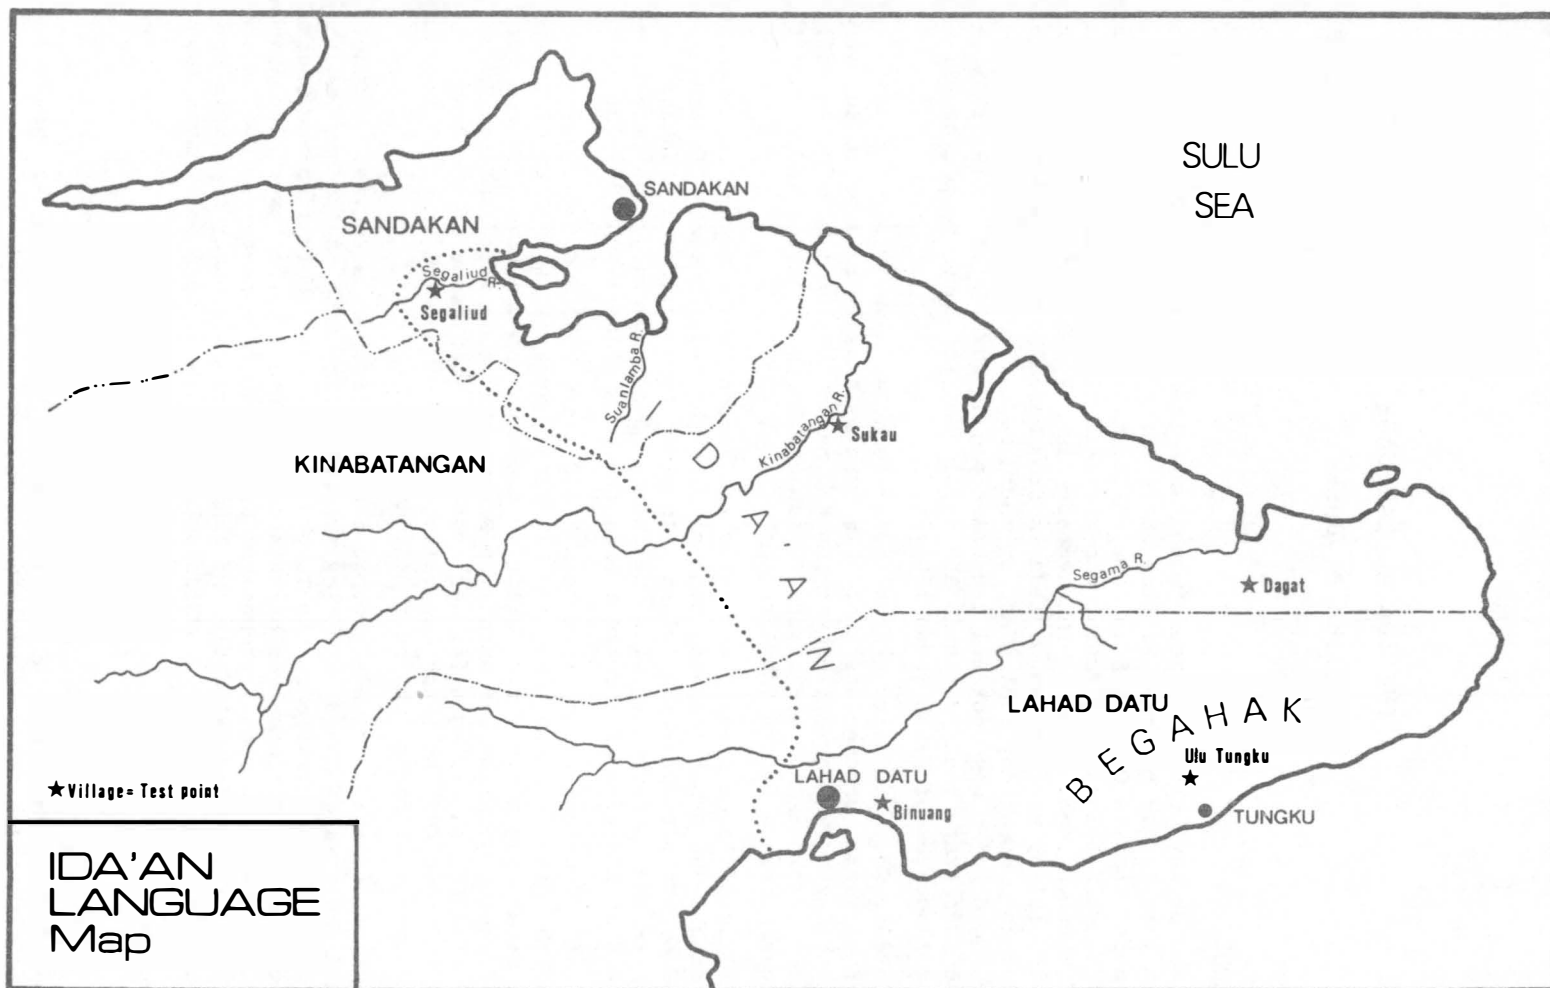 SULU
SEA
SANDAKAN
SANDAKAN
Segaliud
R.
Segaliud
Suanlamba R.
Kinabatangan R.
Sukau
KINABATANGAN
I D A ' A N
Segama R.
Dagat
LAHAD DATU
BEGAHAK
Ulu Tungku
TUNGKU
LAHAD DATU
Binuang
★Village= Test point
IDA'AN
LANGUAGE
Map